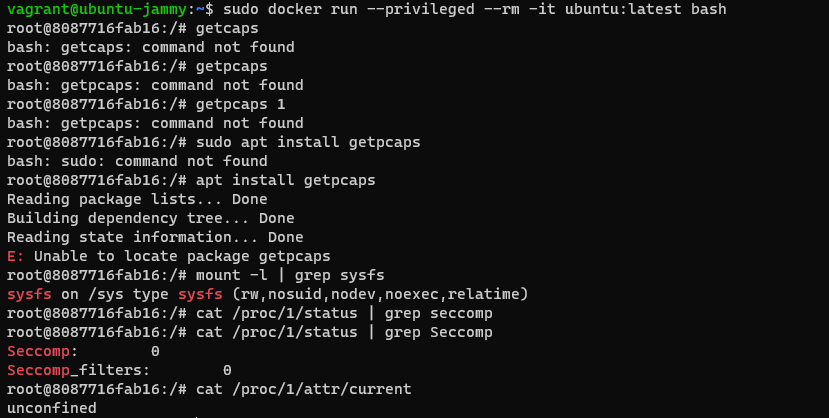 vagrant@ubuntu-jammy:~$ sudo docker run --privileged --rm -it ubuntu:latest bash
root@8087716fab16:/# getcaps
bash: getcaps: command not found
root@8087716fab16:/# getpcaps
bash: getpcaps: command not found
root@8087716fab16:/# getpcaps 1
bash: getpcaps: command not found
root@8087716fab16:/# sudo apt install getpcaps
bash: sudo: command not found
root@8087716fab16:/# apt install getpcaps
Reading package lists... Done
Building dependency tree... Done
Reading state information... Done
E: Unable to locate package getpcaps
root@8087716fab16:/# mount -l | grep sysfs
sysfs on /sys type sysfs (rw,nosuid,nodev,noexec,relatime)
root@8087716fab16:/# cat /proc/1/status | grep seccomp
root@8087716fab16:/# cat /proc/1/status | grep Seccomp
Seccomp:        0
Seccomp_filters:        0
root@8087716fab16:/# cat /proc/1/attr/current
unconfined